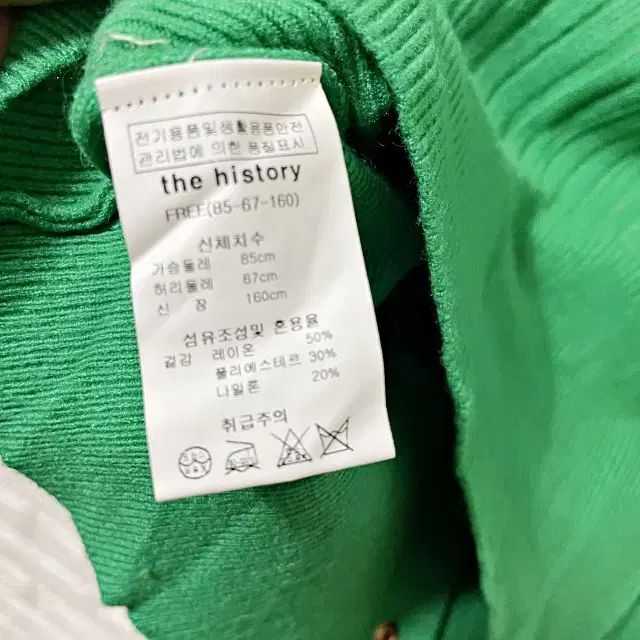 전기용품및생활용품안전
관리법에 의한 품질표시
the history
FREE(85-67-160)
신체치수
가슴둘레 85cm
허리둘레 67cm
신 장 160cm
섬유조성및 혼용율
겉감 레이온 50%
폴리에스테르 30%
나일론 20%
취급주의